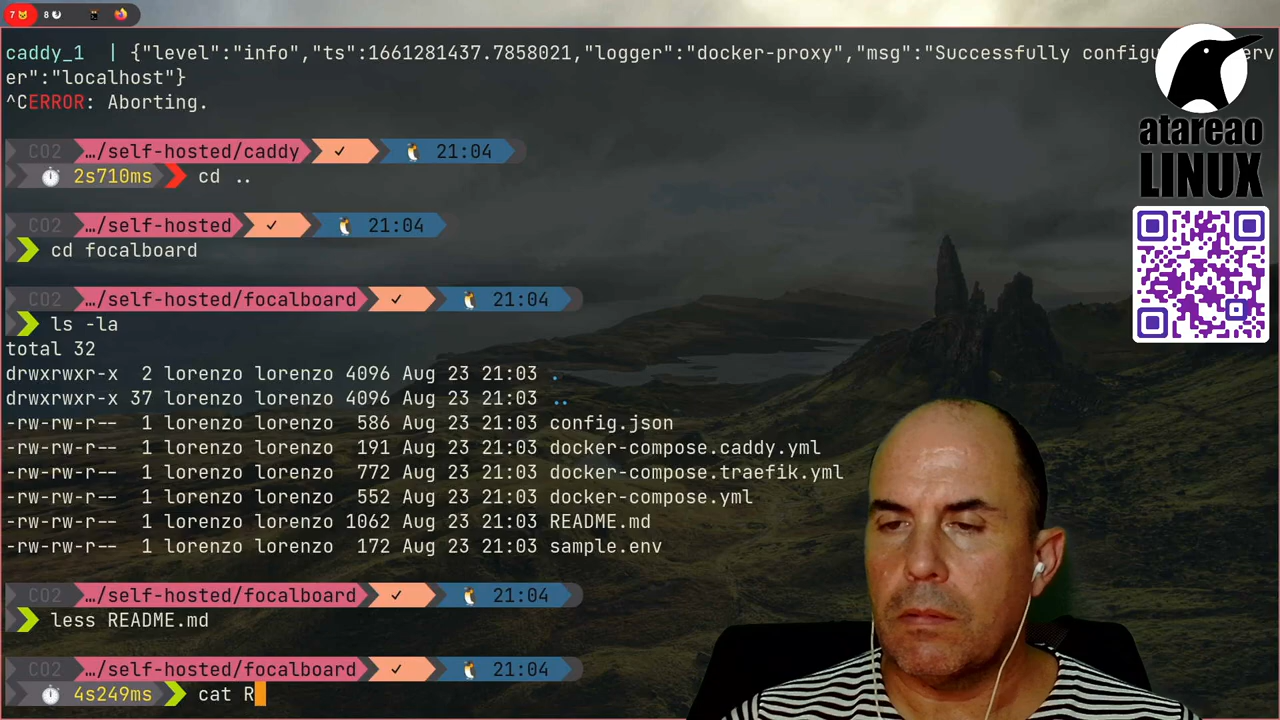 7 8
caddy_1 | {"level":"info","ts":1661281437.7858021,"logger":"docker-proxy","msg":"Successfully config erv
er":"localhost"}
^CERROR: Aborting.
CO2 …/self-hosted/caddy ✓ 21:04
2s710ms cd ..
CO2 …/self-hosted ✓ 21:04
cd focalboard
CO2 …/self-hosted/focalboard ✓ 21:04
ls -la
total 32
drwxrwxr-x 2 lorenzo lorenzo 4096 Aug 23 21:03 .
drwxrwxr-x 37 lorenzo lorenzo 4096 Aug 23 21:03 ..
-rw-rw-r-- 1 lorenzo lorenzo 586 Aug 23 21:03 config.json
-rw-rw-r-- 1 lorenzo lorenzo 191 Aug 23 21:03 docker-compose.caddy.yml
-rw-rw-r-- 1 lorenzo lorenzo 772 Aug 23 21:03 docker-compose.traefik.yml
-rw-rw-r-- 1 lorenzo lorenzo 552 Aug 23 21:03 docker-compose.yml
-rw-rw-r-- 1 lorenzo lorenzo 1062 Aug 23 21:03 README.md
-rw-rw-r-- 1 lorenzo lorenzo 172 Aug 23 21:03 sample.env
CO2 …/self-hosted/focalboard ✓ 21:04
less README.md
CO2 …/self-hosted/focalboard ✓ 21:04
4s249ms cat R
atareao
LINUX